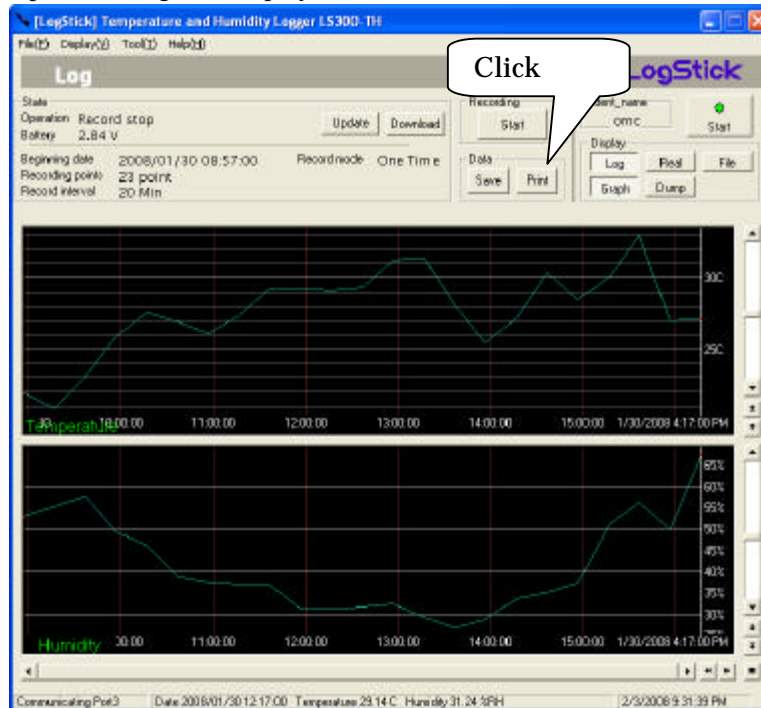 [LogStick] Temperature and Humidity Logger LS300-TH
File(F) Display(V) Tool(T) Help(H)
Log
Click
LogStick
State
Operation Record stop
Battery 2.84 V
Update Download
Beginning date 2008/01/30 08:57:00
Recording points 23 point
Record interval 20 Min
Record mode One Time
Recording
Start
Data
Save Print
omc
Start
Display
Log Real File
Graph Dump
30C
25C
Temperature
10:00:00 11:00:00 12:00:00 13:00:00 14:00:00 15:00:00 1/30/2008 4:17:00 PM
65%
60%
55%
50%
45%
40%
35%
30%
Humidity
11:00:00 12:00:00 13:00:00 14:00:00 15:00:00 1/30/2008 4:17:00 PM
Communicating Port3 Date 2008/01/30 12:17:00 Temperature 29.14 C Humidity 31.24 %RH 2/3/2008 9:31:39 PM